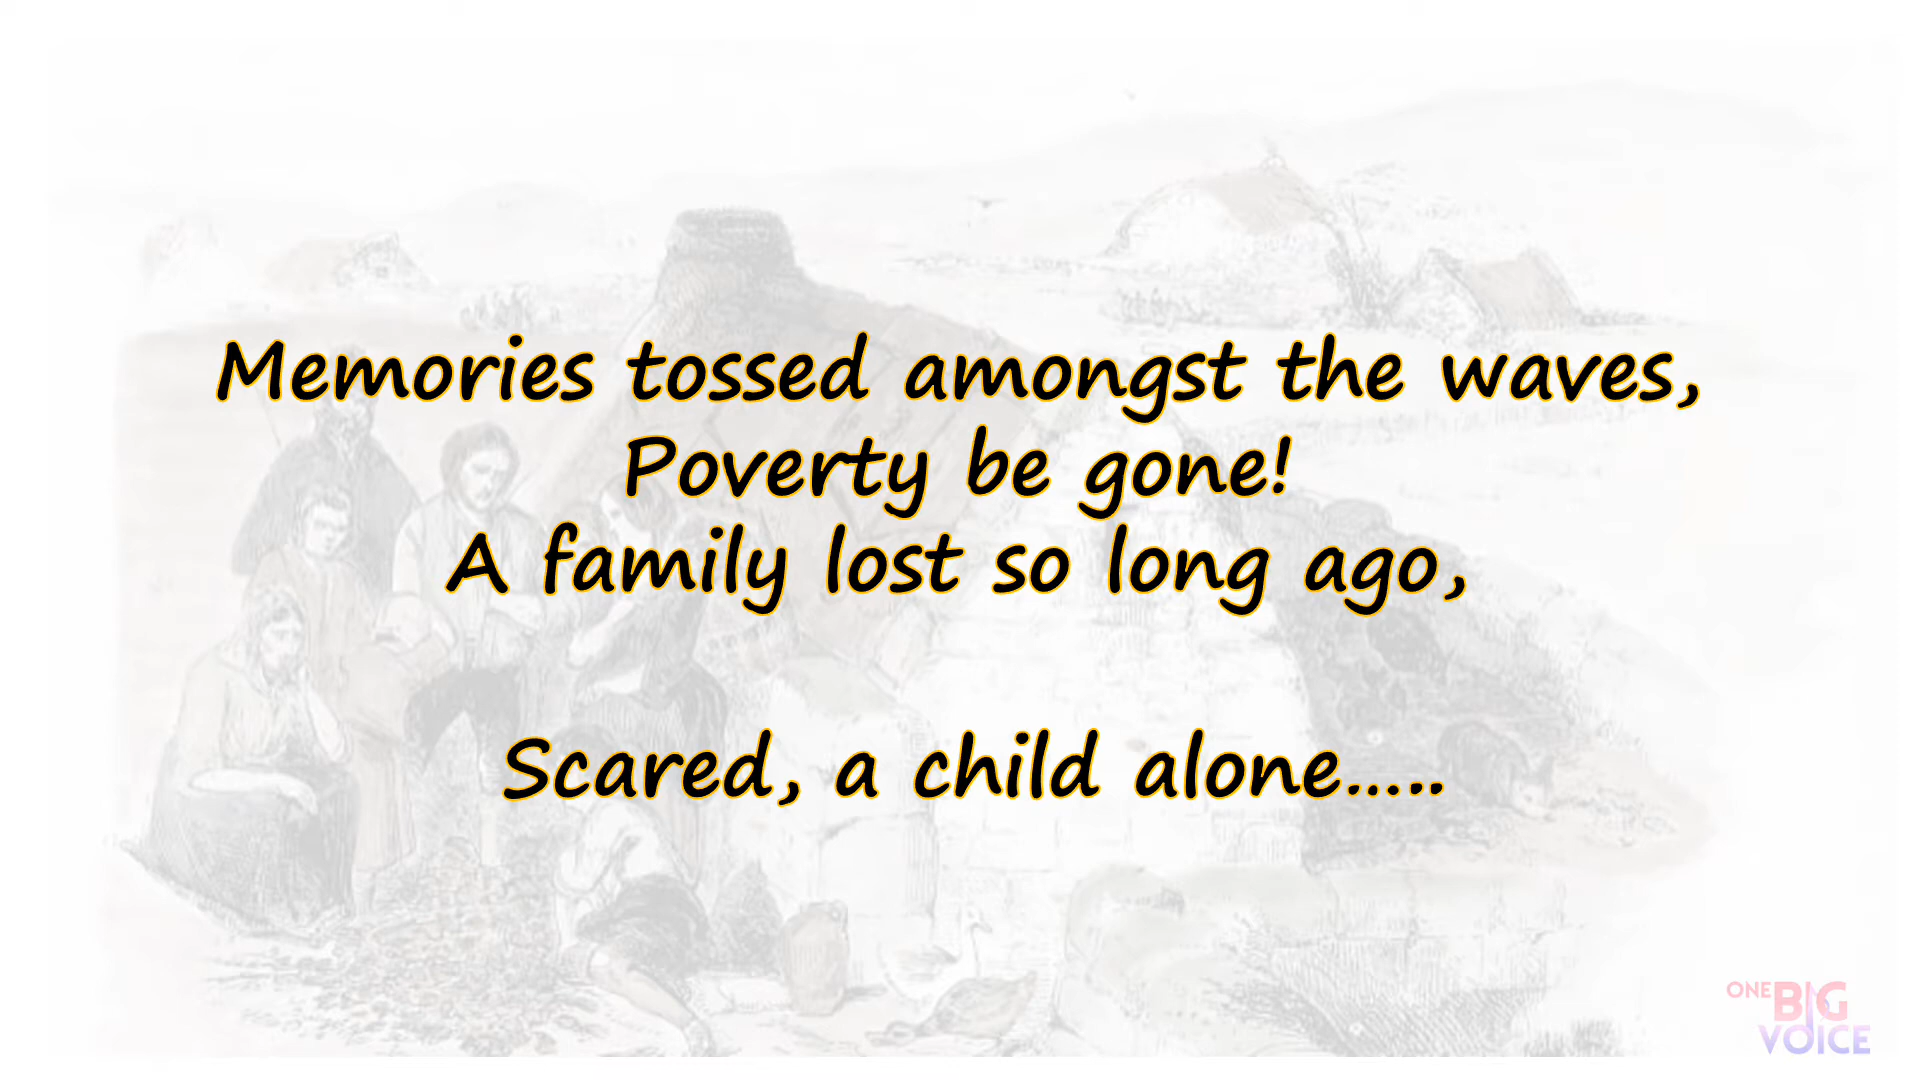 Memories tossed amongst the waves,
Poverty be gone!
A family lost so long ago,
Scared, a child alone.....
ONE BIG
VOICE